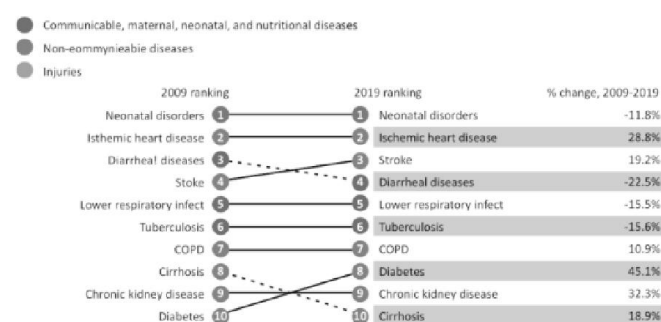 Communicable, maternal, neonatal, and nutritional diseases
Non-eommynieabie diseases
Injuries
2009 ranking 2019 ranking % change, 2009-2019
Neonatal disorders 1 1 Neonatal disorders -11.8%
Isthemic heart disease 2 2 Ischemic heart disease 28.8%
Diarrhea! diseases 3 3 Stroke 19.2%
Stoke 4 4 Diarrheal diseases -22.5%
Lower respiratory infect 5 5 Lower respiratory infect -15.5%
Tuberculosis 6 6 Tuberculosis -15.6%
COPD 7 7 COPD 10.9%
Cirrhosis 8 8 Diabetes 45.1%
Chronic kidney disease 9 9 Chronic kidney disease 32.3%
Diabetes 10 10 Cirrhosis 18.9%